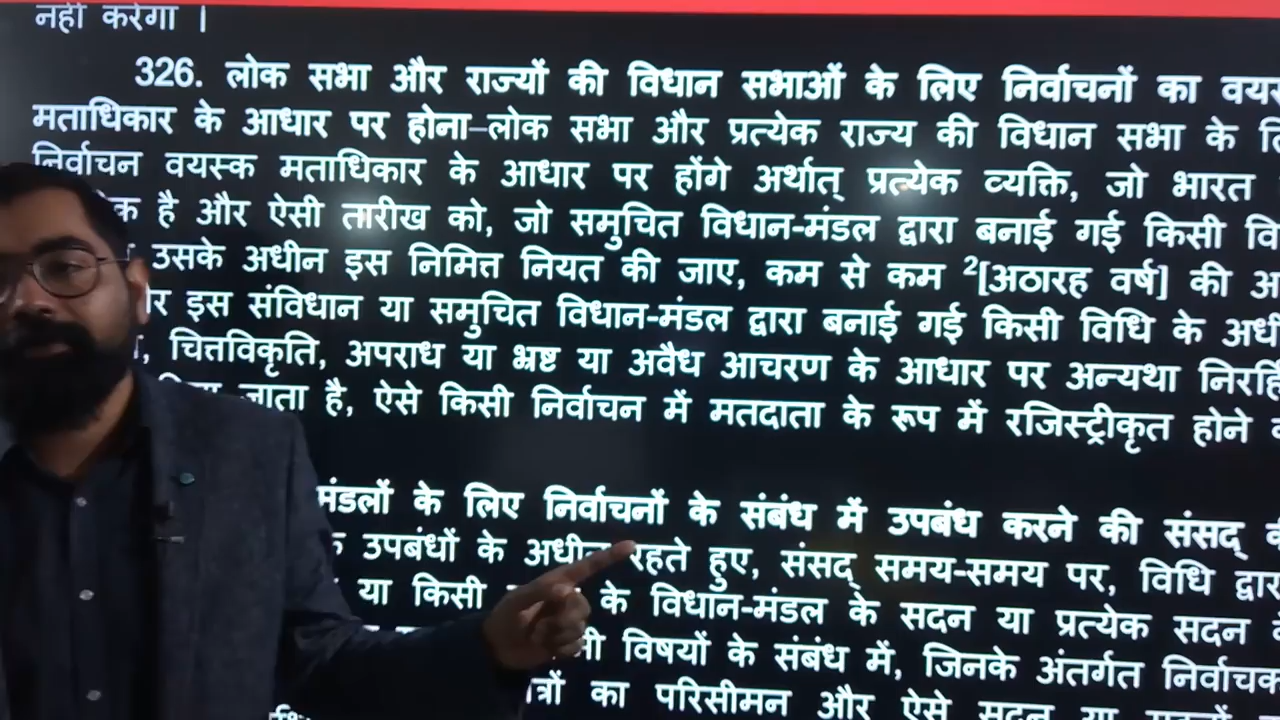 नहीं करेगा ।
326. लोक सभा और राज्यों की विधान सभाओं के लिए निर्वाचनों का
मताधिकार के आधार पर होना–लोक सभा और प्रत्येक राज्य की विधान सभा के
निर्वाचन वयस्क मताधिकार के आधार पर होंगे अर्थात् प्रत्येक व्यक्ति, जो भारत
है और ऐसी तारीख को, जो समुचित विधान-मंडल द्वारा बनाई गई किसी
उसके अधीन इस निमित्त नियत की जाए, कम से कम ²[अठारह वर्ष] की
इस संविधान या समुचित विधान-मंडल द्वारा बनाई गई किसी विधि के
चित्तविकृति, अपराध या भ्रष्ट या अवैध आचरण के आधार पर अन्यथा
जाता है, ऐसे किसी निर्वाचन में मतदाता के रूप में रजिस्ट्रीकृत होने
के लिए निर्वाचनों के संबंध में उपबंध करने की संसद्
उपबंधों के अधीन रहते हुए, संसद् समय-समय पर, विधि
या किसी के विधान-मंडल के सदन या प्रत्येक सदन
विषयों के संबंध में, जिनके अंतर्गत
का परिसीमन और ऐसे सदन या